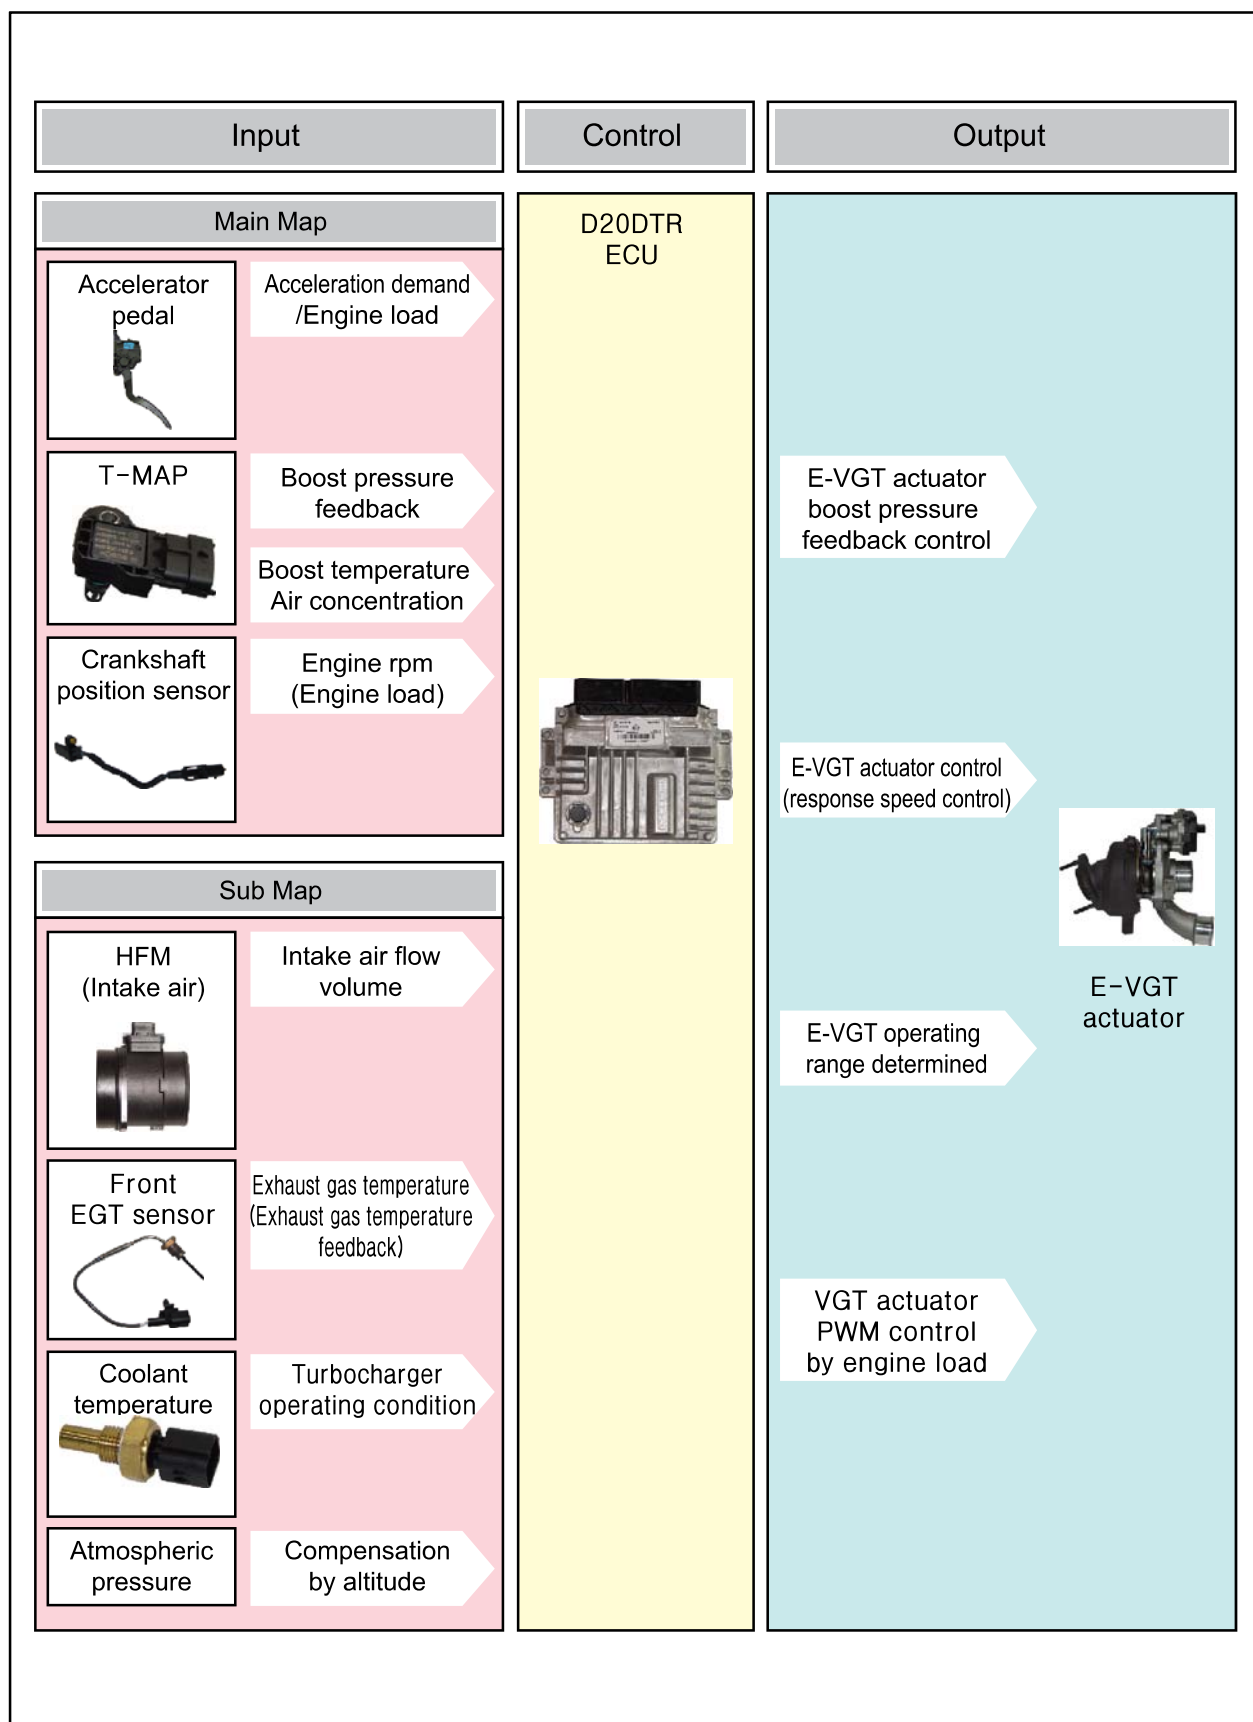 Input
Control
Output
Main Map
Accelerator
pedal
Acceleration demand
/Engine load
T-MAP
Boost pressure
feedback
Boost temperature
Air concentration
Crankshaft
position sensor
Engine rpm
(Engine load)
Sub Map
HFM
(Intake air)
Intake air flow
volume
Front
EGT sensor
Exhaust gas temperature
(Exhaust gas temperature
feedback)
Coolant
temperature
Turbocharger
operating condition
Atmospheric
pressure
Compensation
by altitude
D20DTR
ECU
E-VGT actuator
boost pressure
feedback control
E-VGT actuator control
(response speed control)
E-VGT operating
range determined
VGT actuator
PWM control
by engine load
E-VGT
actuator